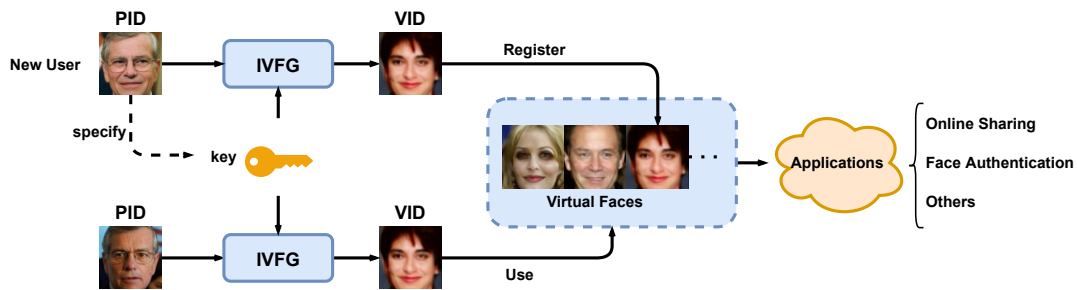 PID
VID
New User
IVFG
Register
specify
key
Virtual Faces
Applications
Online Sharing
Face Authentication
Others
PID
VID
IVFG
Use